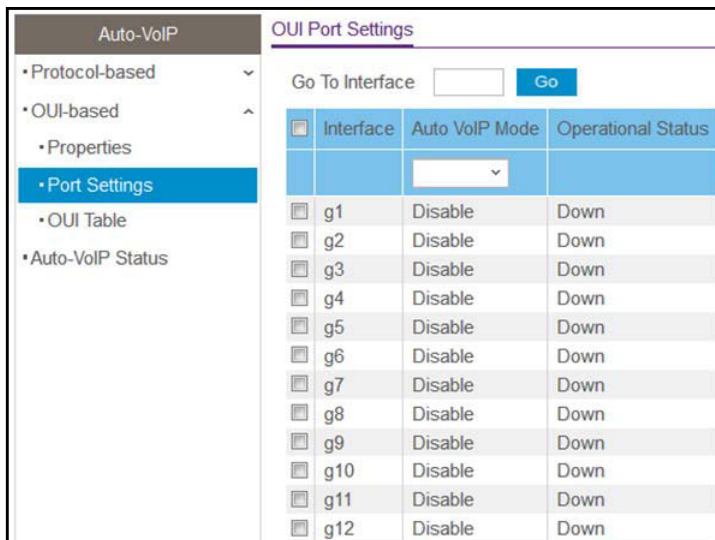 Auto-VoIP
Protocol-based
OUI-based
Properties
Port Settings
OUI Table
Auto-VoIP Status
OUI Port Settings
Go To Interface Go
Interface Auto VoIP Mode Operational Status
g1 Disable Down
g2 Disable Down
g3 Disable Down
g4 Disable Down
g5 Disable Down
g6 Disable Down
g7 Disable Down
g8 Disable Down
g9 Disable Down
g10 Disable Down
g11 Disable Down
g12 Disable Down